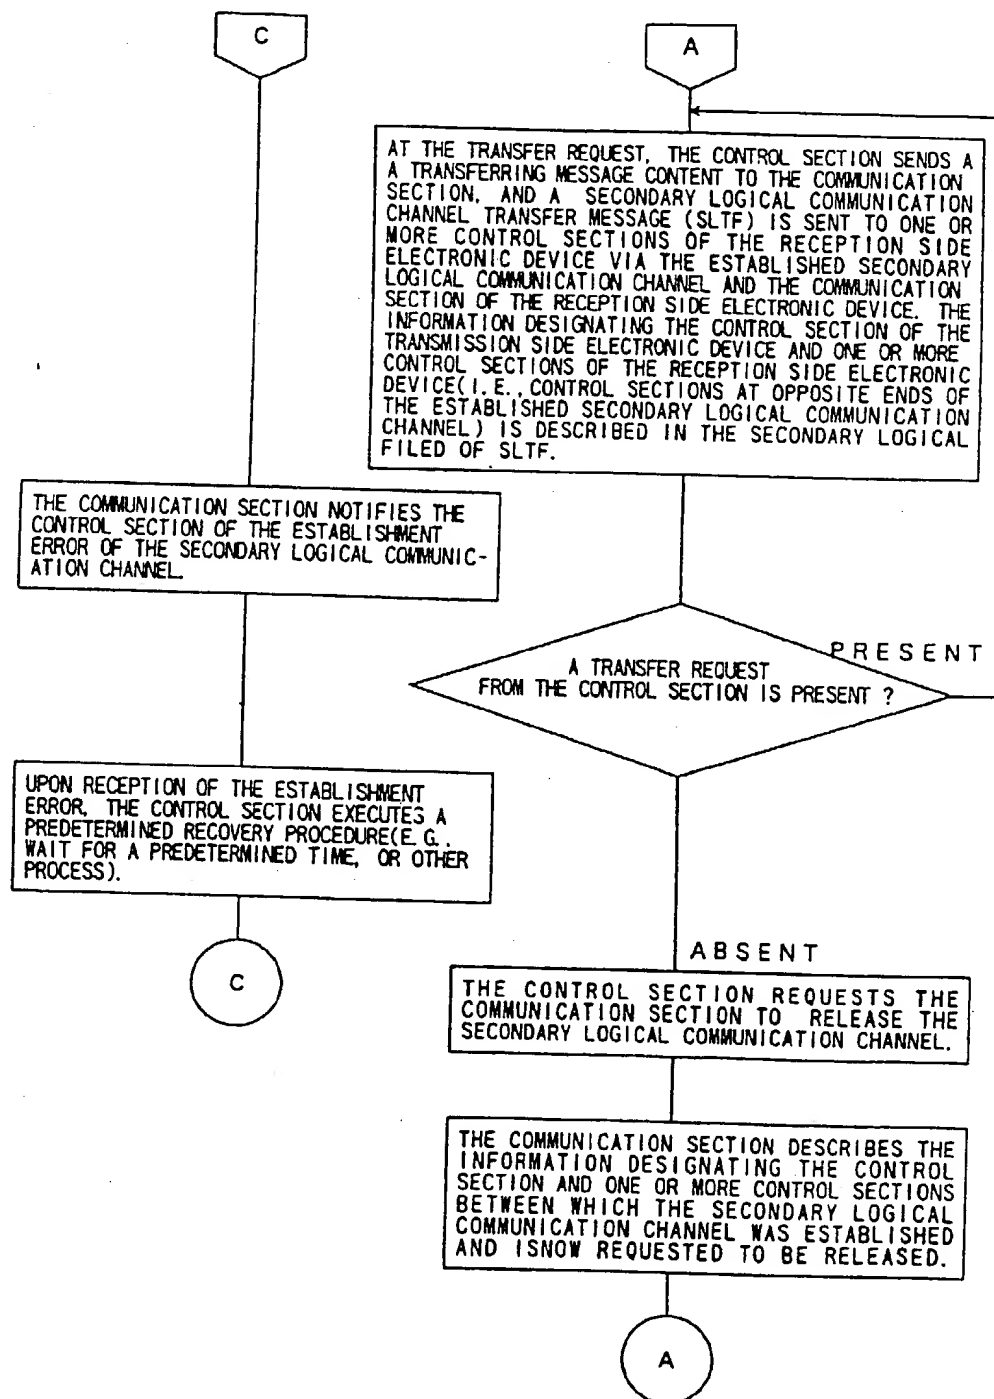 C
THE COMMUNICATION SECTION NOTIFIES THE
CONTROL SECTION OF THE ESTABLISHMENT
ERROR OF THE SECONDARY LOGICAL COMMUNIC-
ATION CHANNEL.
UPON RECEPTION OF THE ESTABLISHMENT
ERROR, THE CONTROL SECTION EXECUTES A
PREDETERMINED RECOVERY PROCEDURE(E.G.,
WAIT FOR A PREDETERMINED TIME, OR OTHER
PROCESS).
C
A
AT THE TRANSFER REQUEST, THE CONTROL SECTION SENDS A
A TRANSFERRING MESSAGE CONTENT TO THE COMMUNICATION
SECTION, AND A SECONDARY LOGICAL COMMUNICATION
CHANNEL TRANSFER MESSAGE (SLTF) IS SENT TO ONE OR
MORE CONTROL SECTIONS OF THE RECEPTION SIDE
ELECTRONIC DEVICE VIA THE ESTABLISHED SECONDARY
LOGICAL COMMUNICATION CHANNEL AND THE COMMUNICATION
SECTION OF THE RECEPTION SIDE ELECTRONIC DEVICE. THE
INFORMATION DESIGNATING THE CONTROL SECTION OF THE
TRANSMISSION SIDE ELECTRONIC DEVICE AND ONE OR MORE
CONTROL SECTIONS OF THE RECEPTION SIDE ELECTRONIC
DEVICE(I.E.,CONTROL SECTIONS AT OPPOSITE ENDS OF
THE ESTABLISHED SECONDARY LOGICAL COMMUNICATION
CHANNEL) IS DESCRIBED IN THE SECONDARY LOGICAL
FILED OF SLTF.
PRESENT
A TRANSFER REQUEST
FROM THE CONTROL SECTION IS PRESENT ?
ABSENT
THE CONTROL SECTION REQUESTS THE
COMMUNICATION SECTION TO RELEASE THE
SECONDARY LOGICAL COMMUNICATION CHANNEL.
THE COMMUNICATION SECTION DESCRIBES THE
INFORMATION DESIGNATING THE CONTROL
SECTION AND ONE OR MORE CONTROL SECTIONS
BETWEEN WHICH THE SECONDARY LOGICAL
COMMUNICATION CHANNEL WAS ESTABLISHED
AND ISNOW REQUESTED TO BE RELEASED.
A